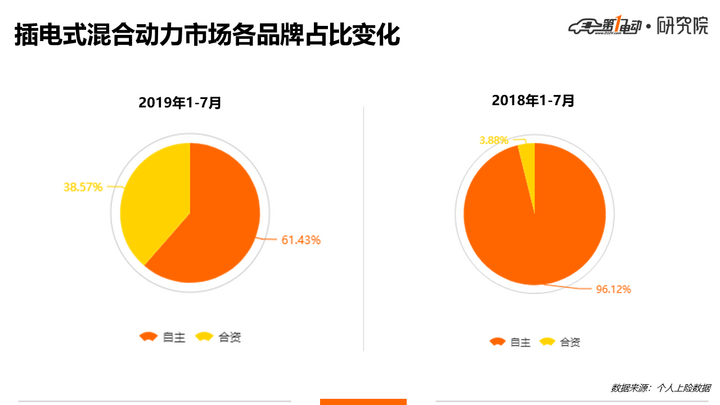 插电式混合动力市场各品牌占比变化
第1电动·研究院
2019年1-7月
38.57%
61.43%
自主 合资
2018年1-7月
3.88%
96.12%
自主 合资
数据来源：个人上险数据